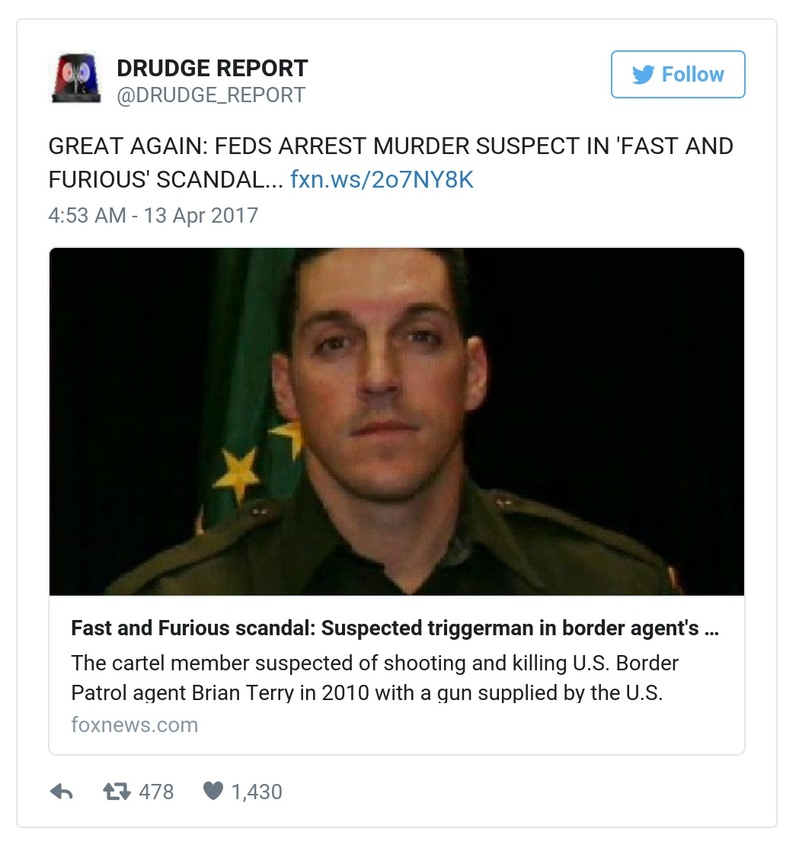 DRUDGE REPORT
@DRUDGE_REPORT
Follow
GREAT AGAIN: FEDS ARREST MURDER SUSPECT IN 'FAST AND
FURIOUS' SCANDAL... fxn.ws/2o7NY8K
4:53 AM - 13 Apr 2017
Fast and Furious scandal: Suspected triggerman in border agent's ...
The cartel member suspected of shooting and killing U.S. Border
Patrol agent Brian Terry in 2010 with a gun supplied by the U.S.
foxnews.com
478 1,430